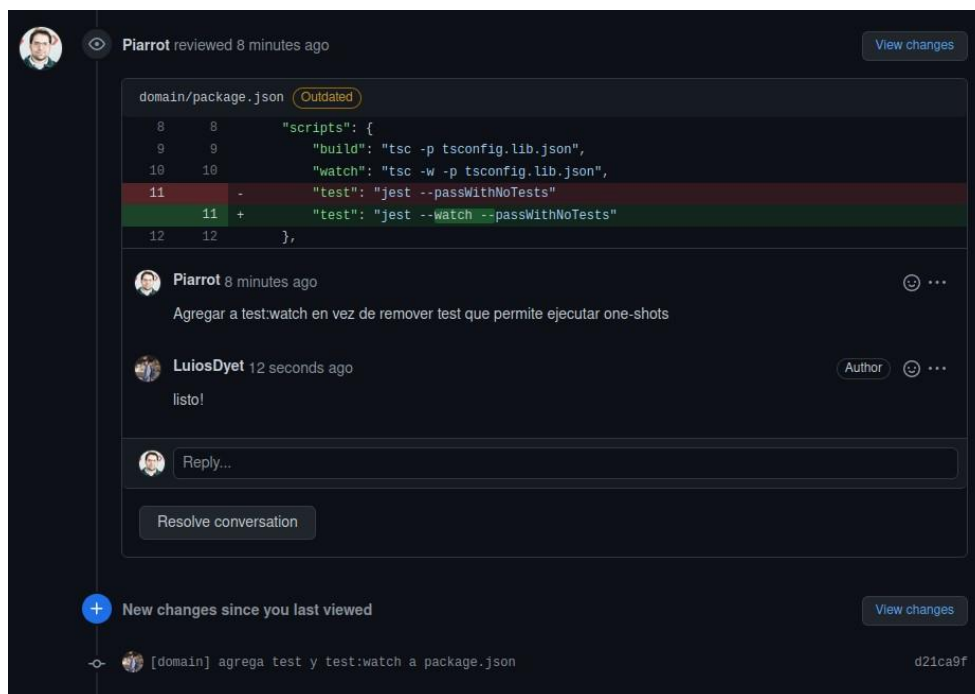 Piarrot reviewed 8 minutes ago
View changes
domain/package.json Outdated
8 8 "scripts": {
9 9 "build": "tsc -p tsconfig.lib.json",
10 10 "watch": "tsc -w -p tsconfig.lib.json",
11 - "test": "jest --passWithNoTests"
11 + "test": "jest --watch --passWithNoTests"
12 12 },
Piarrot 8 minutes ago
Agregar a test:watch en vez de remover test que permite ejecutar one-shots
LuiosDyet 12 seconds ago
Author
listo!
Reply...
Resolve conversation
New changes since you last viewed
View changes
[domain] agrega test y test:watch a package.json
d21ca9f